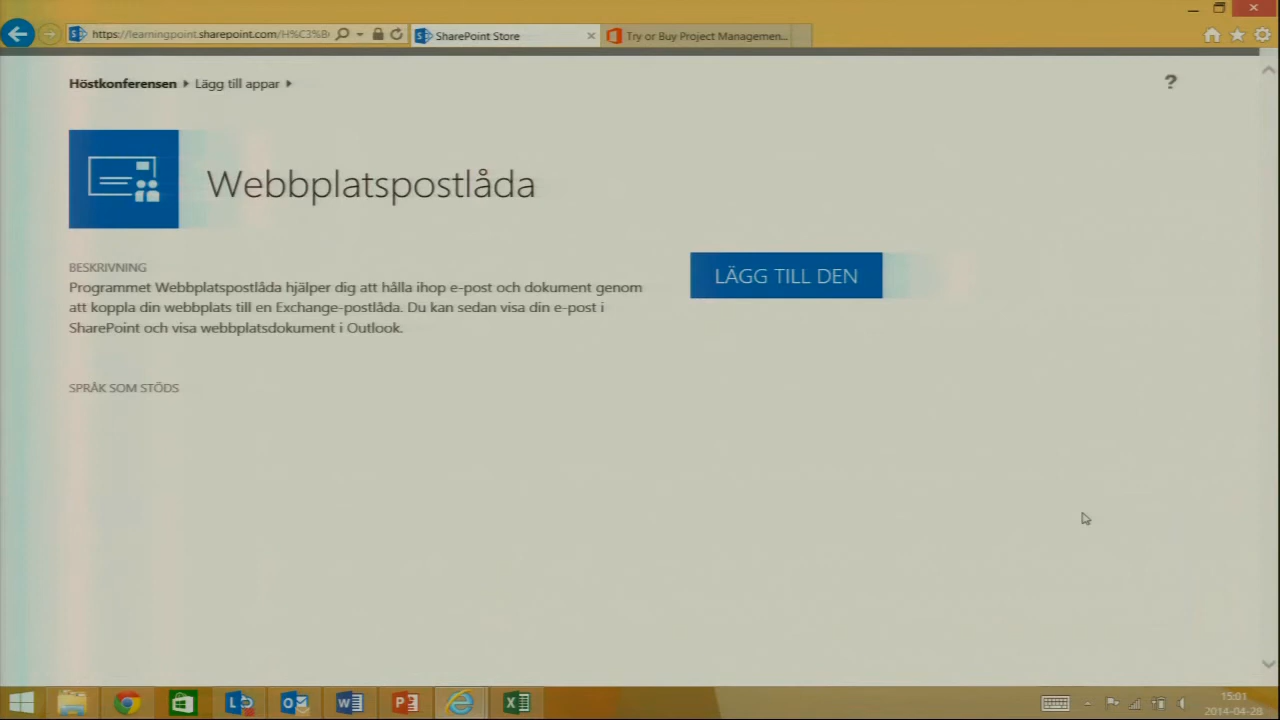 https://learningpoint.sharepoint.com/H%C3%B
SharePoint Store
Try or Buy Project Managemen...
Höstkonferensen
Lägg till appar
?
Webbplatspostlåda
BESKRIVNING
Programmet Webbplatspostlåda hjälper dig att hålla ihop e-post och dokument genom
att koppla din webbplats till en Exchange-postlåda. Du kan sedan visa din e-post i
SharePoint och visa webbplatsdokument i Outlook.
LÄGG TILL DEN
SPRÅK SOM STÖDS
15:01
2014-04-28